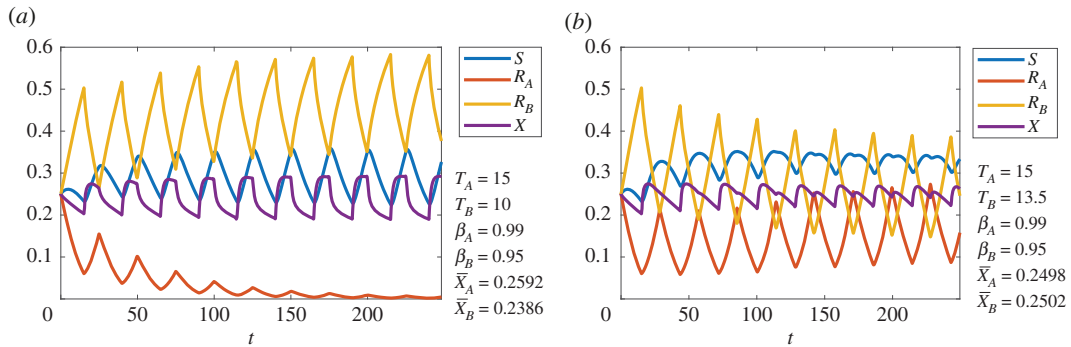 (a)
0.6
0.5
0.4
0.3
0.2
0.1
0
50
100
150
200
t
S
R_A
R_B
X
T_A = 15
T_B = 10
β_A = 0.99
β_B = 0.95
X̅_A = 0.2592
X̅_B = 0.2386
(b)
0.6
0.5
0.4
0.3
0.2
0.1
0
50
100
150
200
t
S
R_A
R_B
X
T_A = 15
T_B = 13.5
β_A = 0.99
β_B = 0.95
X̅_A = 0.2498
X̅_B = 0.2502